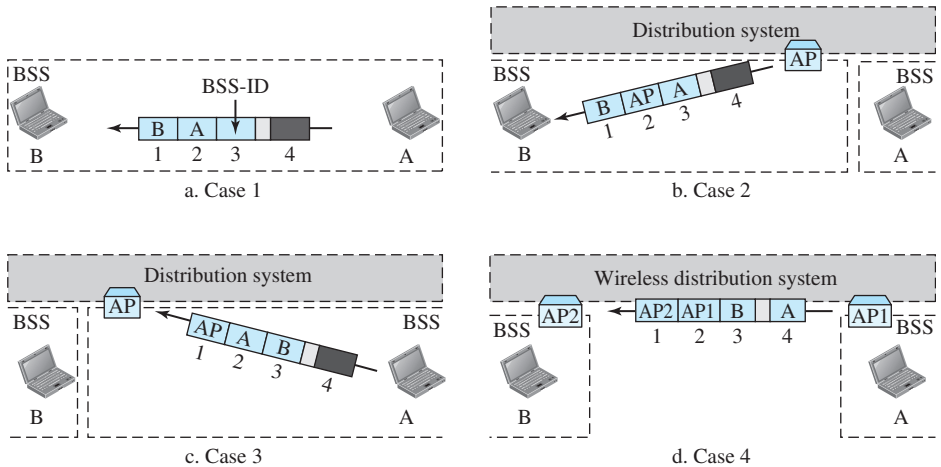 BSS
BSS-ID
B A 3 4
1 2
B
A
a. Case 1
Distribution system
AP
BSS
BSS
B AP A
1 2 3 4
B
A
b. Case 2
Distribution system
AP
BSS
BSS
AP A B
1 2 3 4
B
A
c. Case 3
Wireless distribution system
AP2
AP2 AP1 B A
AP1
BSS
BSS
1 2 3 4
B
A
d. Case 4